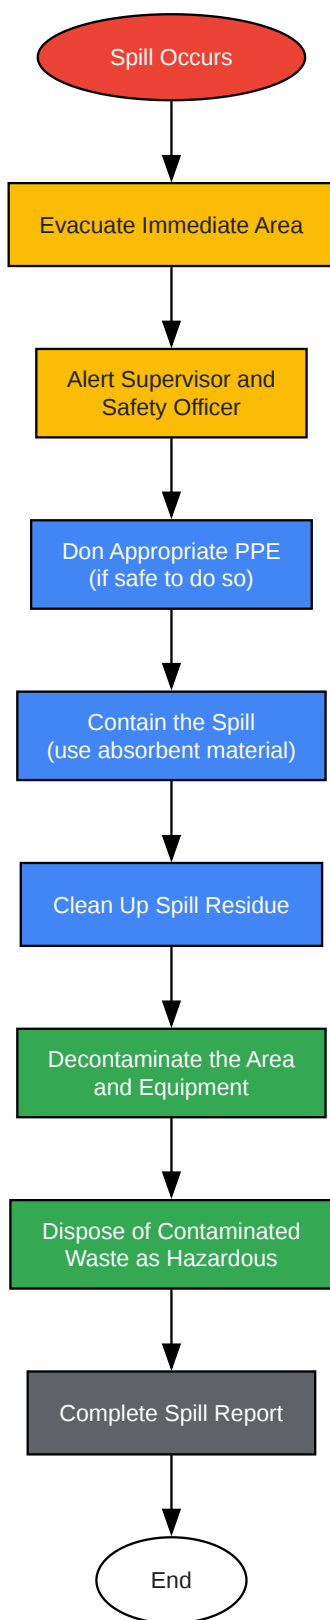 Spill Occurs
Evacuate Immediate Area
Alert Supervisor and
Safety Officer
Don Appropriate PPE
(if safe to do so)
Contain the Spill
(use absorbent material)
Clean Up Spill Residue
Decontaminate the Area
and Equipment
Dispose of Contaminated
Waste as Hazardous
Complete Spill Report
End